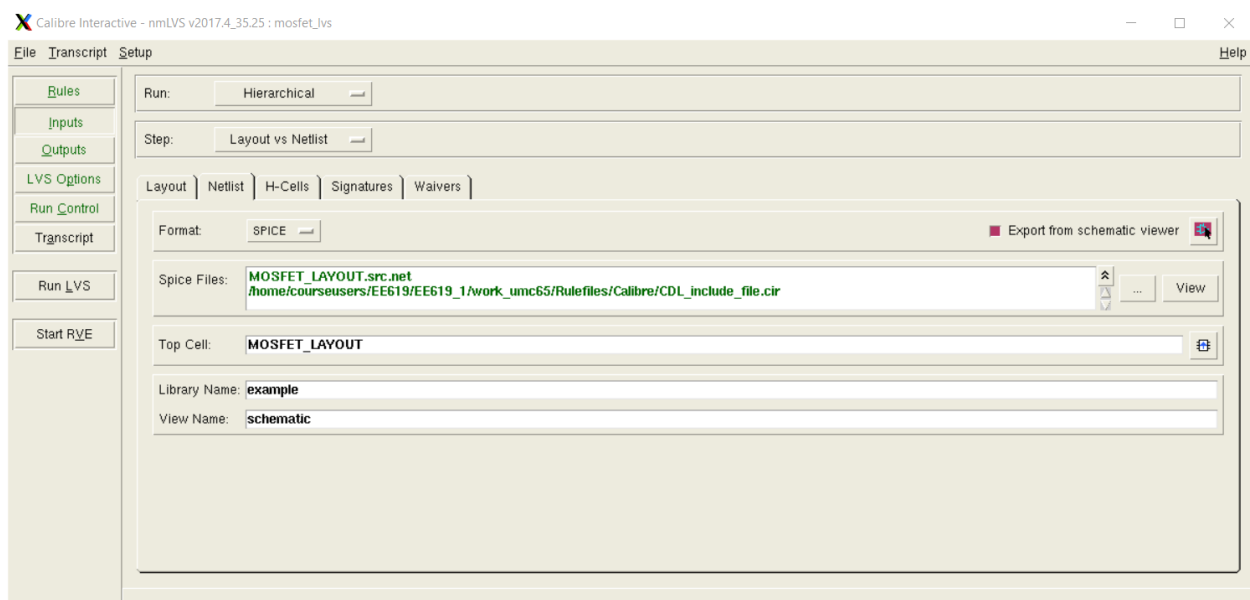 Calibre Interactive - nmLVS v2017.4_35.25 : mosfet_lvs
File Transcript Setup Help
Rules
Inputs
Outputs
LVS Options
Run Control
Transcript
Run LVS
Start RVE
Run: Hierarchical
Step: Layout vs Netlist
Layout Netlist H-Cells Signatures Waivers
Format: SPICE Export from schematic viewer
Spice Files: MOSFET_LAYOUT.src.net
/home/courseusers/EE619/EE619_1/work_umc65/Rulefiles/Calibre/CDL_include_file.cir
... View
Top Cell: MOSFET_LAYOUT
Library Name: example
View Name: schematic